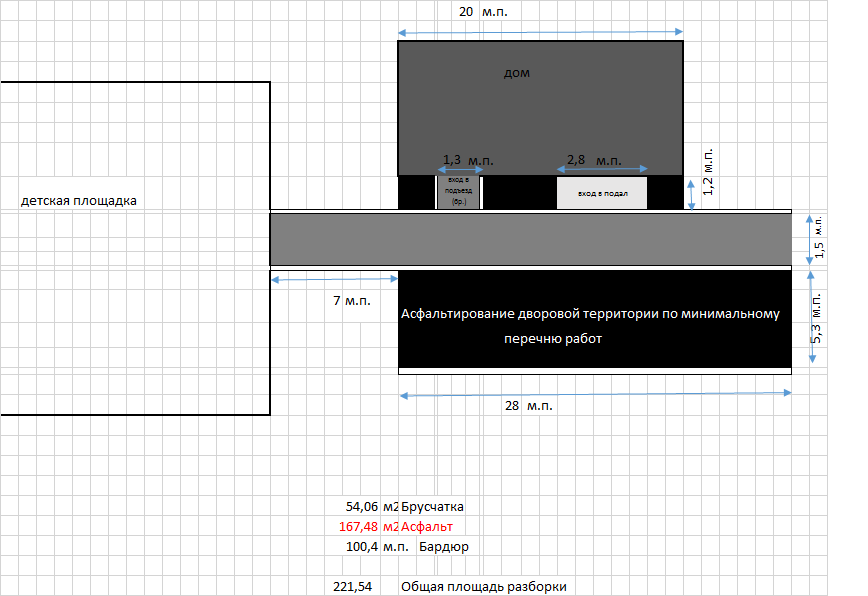 20 м.п.
дом
1,3 м.п.
2,8 м.п.
1,2 м.п.
вход в
подъезд
(бр.)
вход в подал
детская площадка
1,5 м.п.
7 м.п.
Асфальтирование дворовой территории по минимальному
перечню работ
5,3 м.п.
28 м.п.
54,06 м2 Брусчатка
167,48 м2 Асфальт
100,4 м.п. Бардюр
221,54 Общая площадь разборки